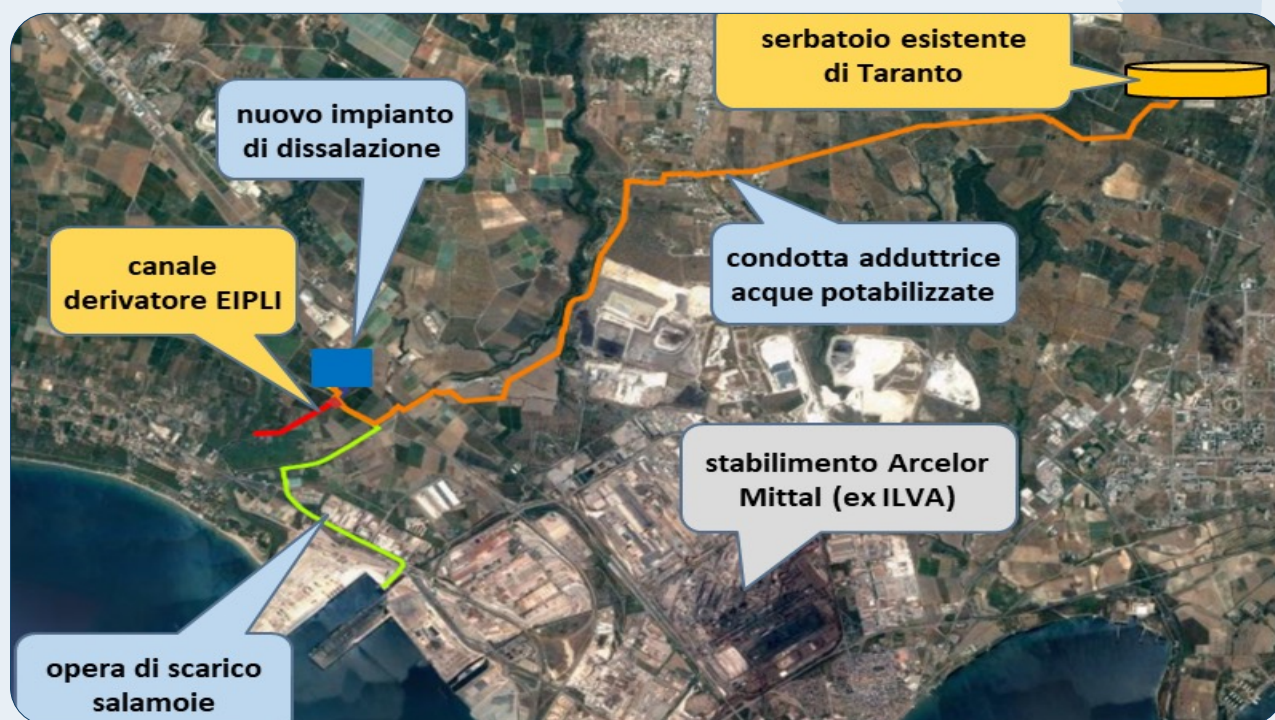 serbatoio esistente
di Taranto
nuovo impianto
di dissalazione
canale
derivatore EIPLI
condotta adduttrice
acque potabilizzate
stabilimento Arcelor
Mittal (ex ILVA)
opera di scarico
salamoie